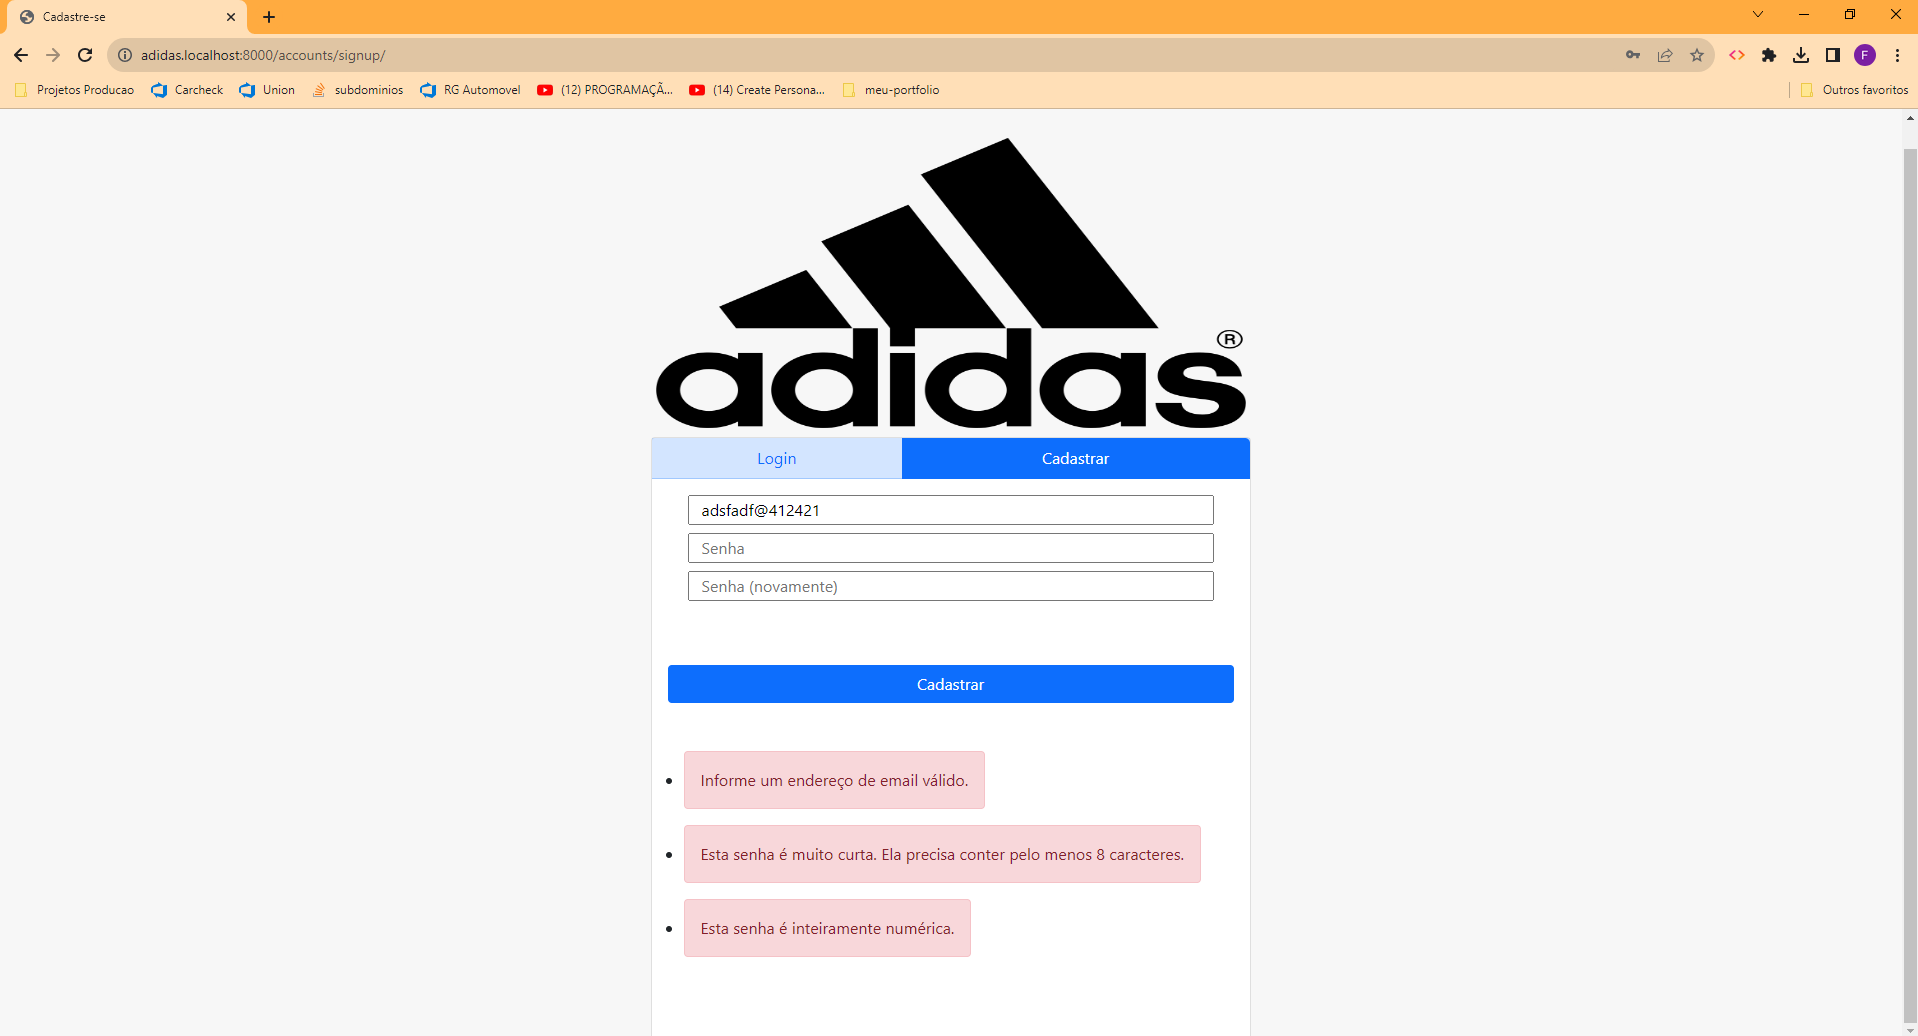 Cadastre-se
adidas.localhost:8000/accounts/signup/
F
Projetos Producao
Carcheck
Union
subdominios
RG Automovel
(12) PROGRAMAÇÃ...
(14) Create Persona...
meu-portfolio
Outros favoritos
adidas®
Login
Cadastrar
adsfadf@412421
Senha
Senha (novamente)
Cadastrar
Informe um endereço de email válido.
Esta senha é muito curta. Ela precisa conter pelo menos 8 caracteres.
Esta senha é inteiramente numérica.